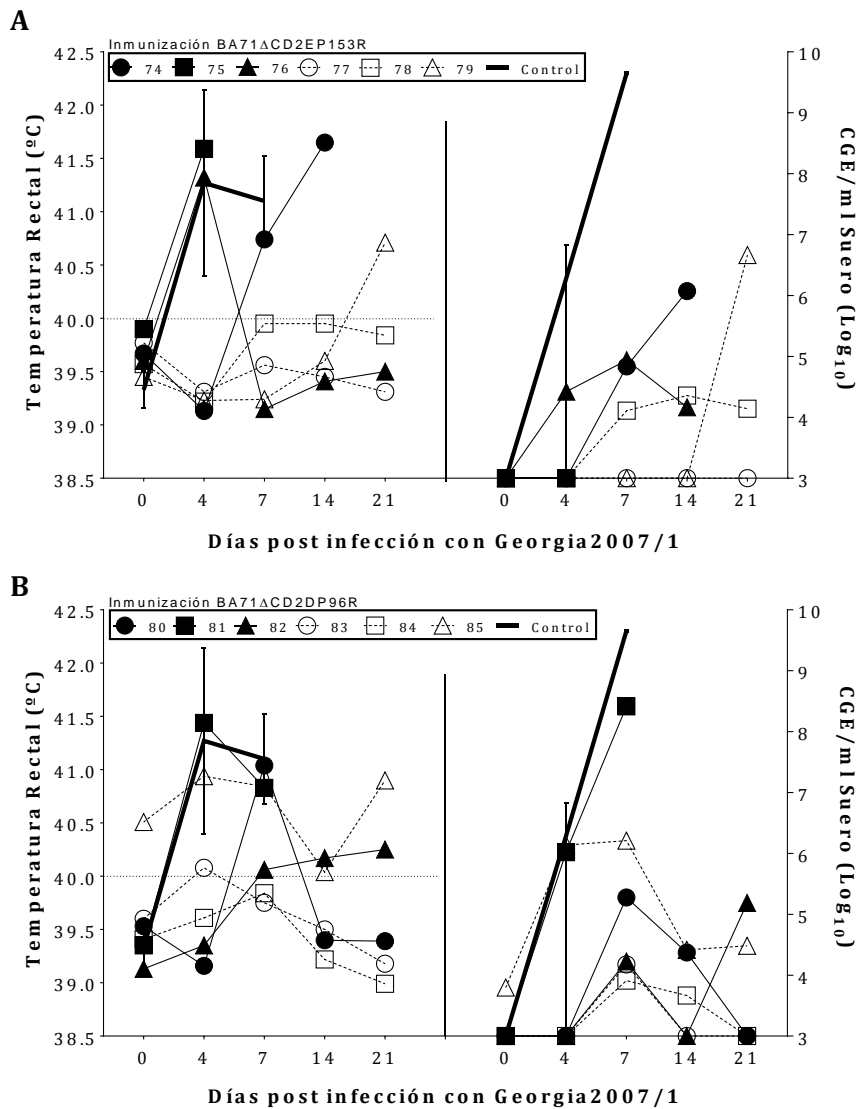 A
Inmunización BA71ΔCD2EP153R
74 75 76 77 78 79 Control
Temperatura Rectal (ºC)
42.5
42.0
41.5
41.0
40.5
40.0
39.5
39.0
38.5
0 4 7 14 21
0 4 7 14 21
10
9
8
7
6
5
4
3
CGE/ml Suero (Log10)
Días post infección con Georgia2007/1
B
Inmunización BA71ΔCD2DP96R
80 81 82 83 84 85 Control
Temperatura Rectal (ºC)
42.5
42.0
41.5
41.0
40.5
40.0
39.5
39.0
38.5
0 4 7 14 21
0 4 7 14 21
10
9
8
7
6
5
4
3
CGE/ml Suero (Log10)
Días post infección con Georgia2007/1